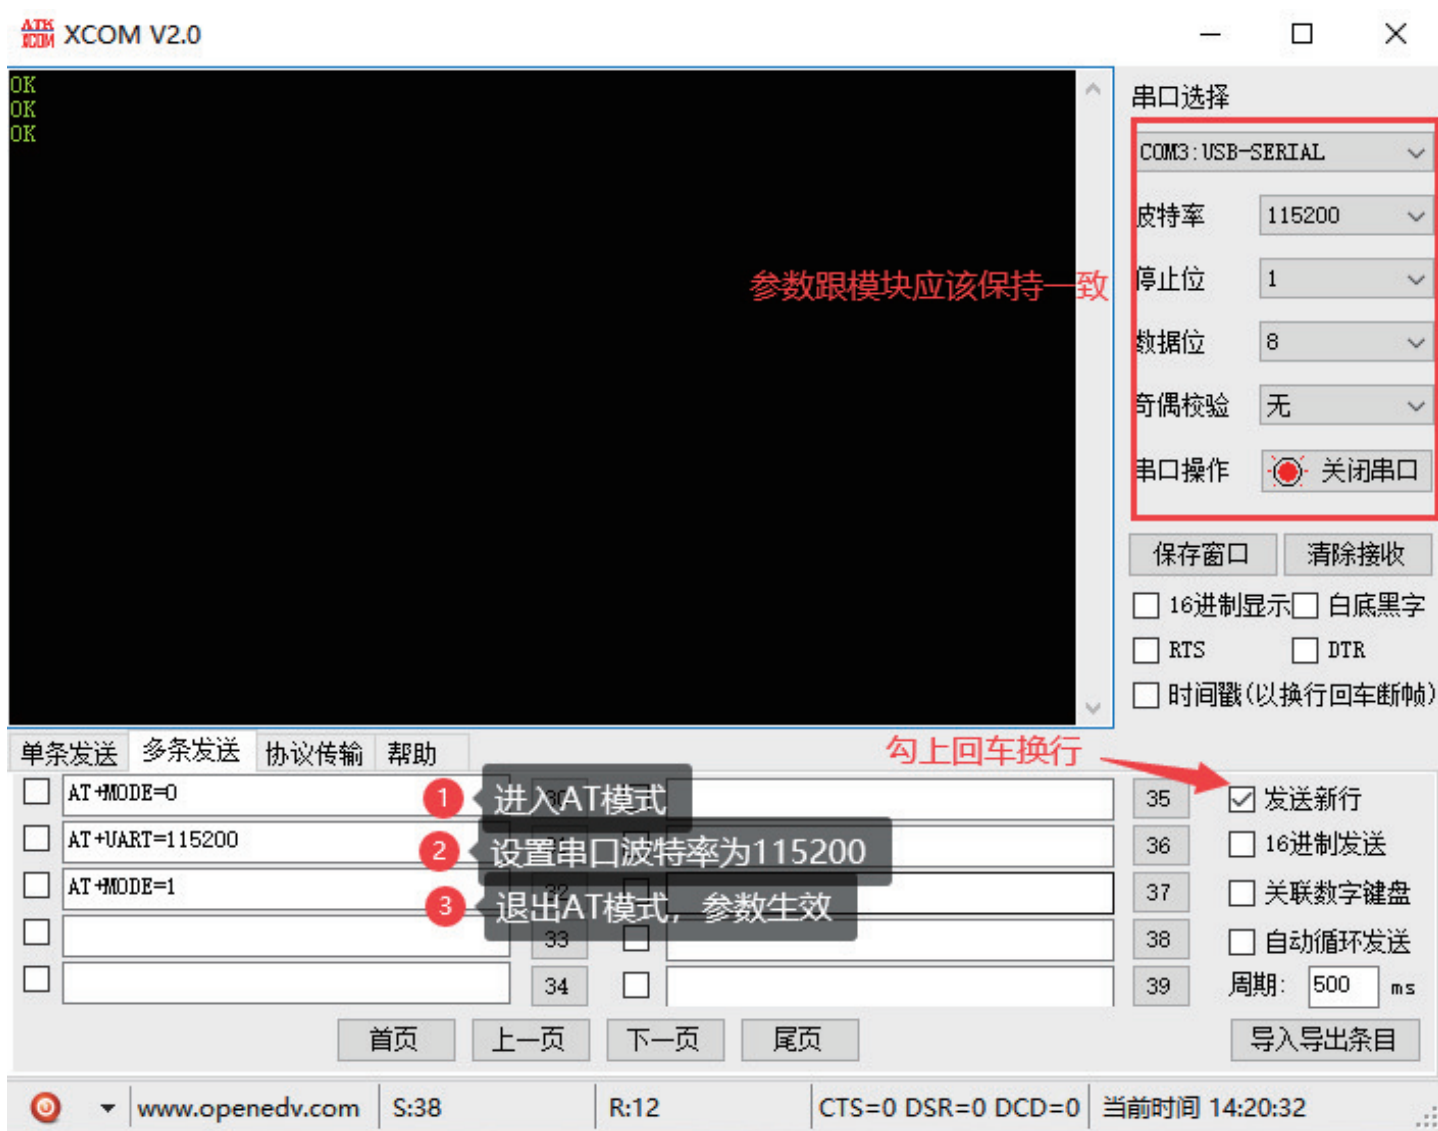 ATK XCOM XCOM V2.0
OK
OK
OK
串口选择
COM3:USB-SERIAL
波特率 115200
参数跟模块应该保持一致
停止位 1
数据位 8
奇偶校验 无
串口操作 关闭串口
保存窗口 清除接收
16进制显示 白底黑字
RTS DTR
时间戳(以换行回车断帧)
单条发送 多条发送 协议传输 帮助
勾上回车换行
AT+MODE=0 1 进入AT模式 35 发送新行
AT+UART=115200 2 设置串口波特率为115200 36 16进制发送
AT+MODE=1 3 退出AT模式，参数生效 37 关联数字键盘
33 38 自动循环发送
34 39 周期: 500 ms
首页 上一页 下一页 尾页 导入导出条目
www.openedv.com S:38 R:12 CTS=0 DSR=0 DCD=0 当前时间 14:20:32